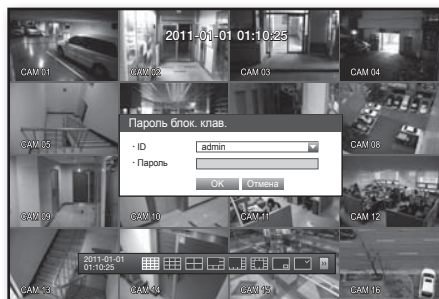 2011-01-01 01:10:25
CAM 01
CAM 02
CAM 03
CAM 04
Пароль блок. клав.
· ID
admin
· Пароль
OK
Отмена
CAM 05
CAM 08
CAM 09
CAM 10
CAM 11
CAM 12
2011-01-01
01:10:25
CAM 13
CAM 14
CAM 15
CAM 16